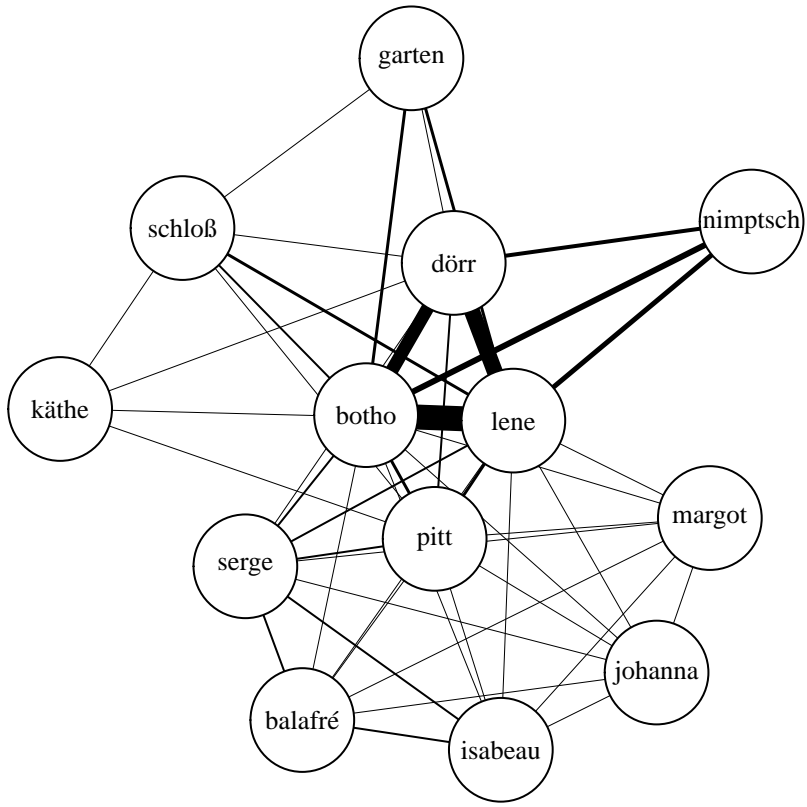 garten
nimptsch
schloß
dörr
käthe
botho
lene
margot
pitt
serge
johanna
balafré
isabeau